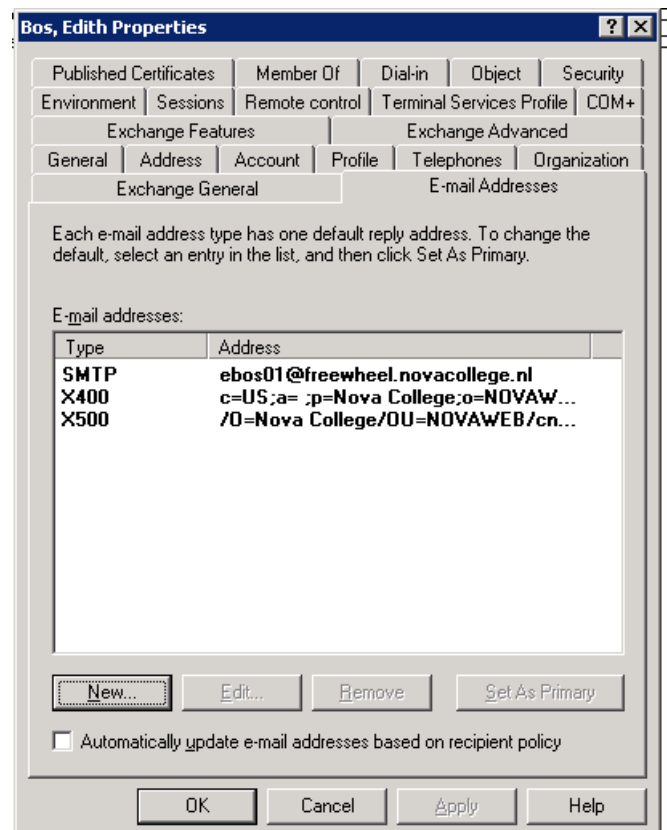 Bos, Edith Properties
Published Certificates Member Of Dial-in Object Security
Environment Sessions Remote control Terminal Services Profile COM+
Exchange Features Exchange Advanced
General Address Account Profile Telephones Organization
Exchange General E-mail Addresses
Each e-mail address type has one default reply address. To change the
default, select an entry in the list, and then click Set As Primary.
E-mail addresses:
Type Address
SMTP ebos01@freewheel.novacollege.nl
X400 c=US;a= ;p=Nova College;o=NOVAW...
X500 /O=Nova College/OU=NOVAWEB/cn...
New... Edit... Remove Set As Primary
Automatically update e-mail addresses based on recipient policy
OK Cancel Apply Help